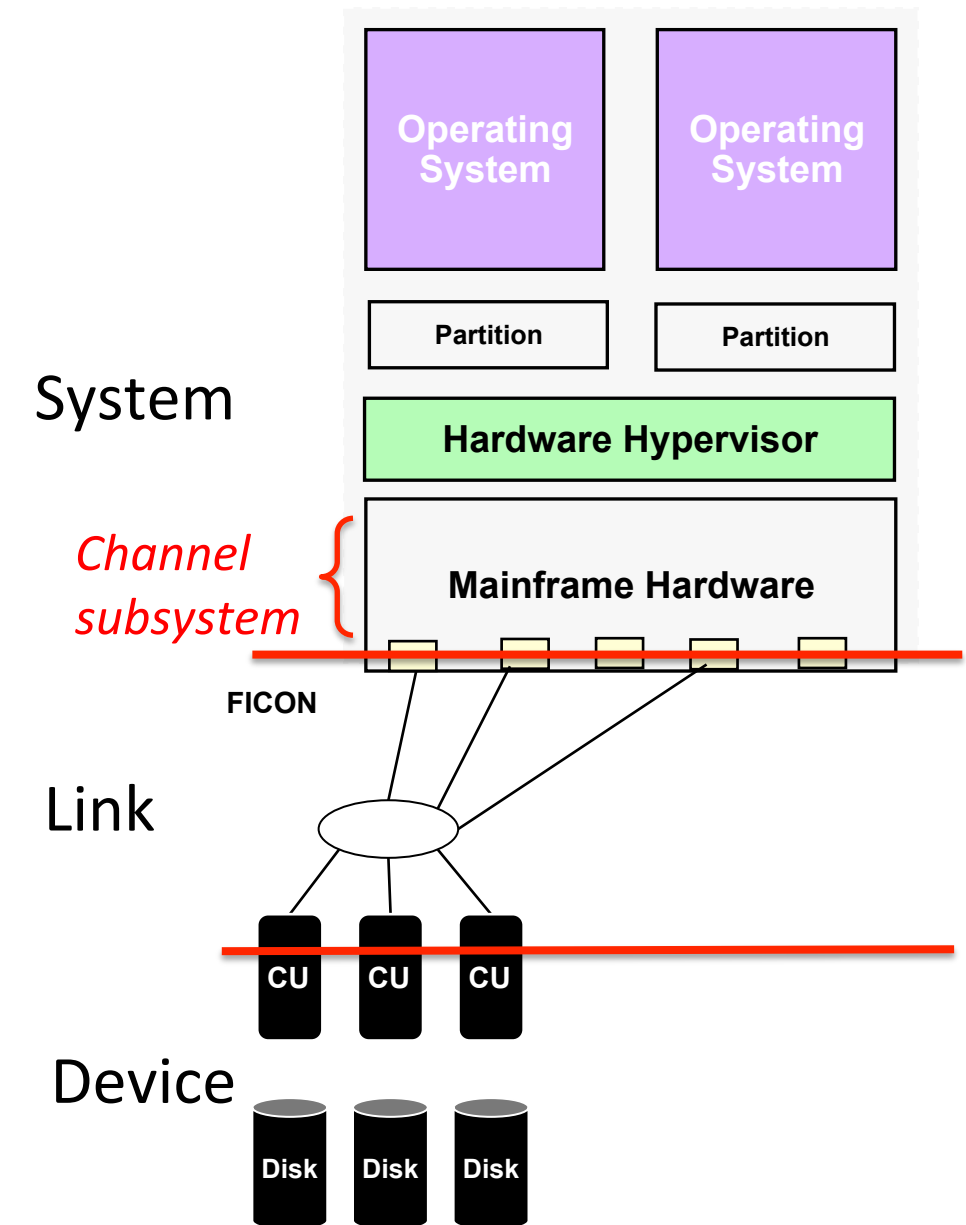 Operating
System
Operating
System
Partition
Partition
System
Hardware Hypervisor
Channel
subsystem
Mainframe Hardware
FICON
Link
CU
CU
CU
Device
Disk
Disk
Disk